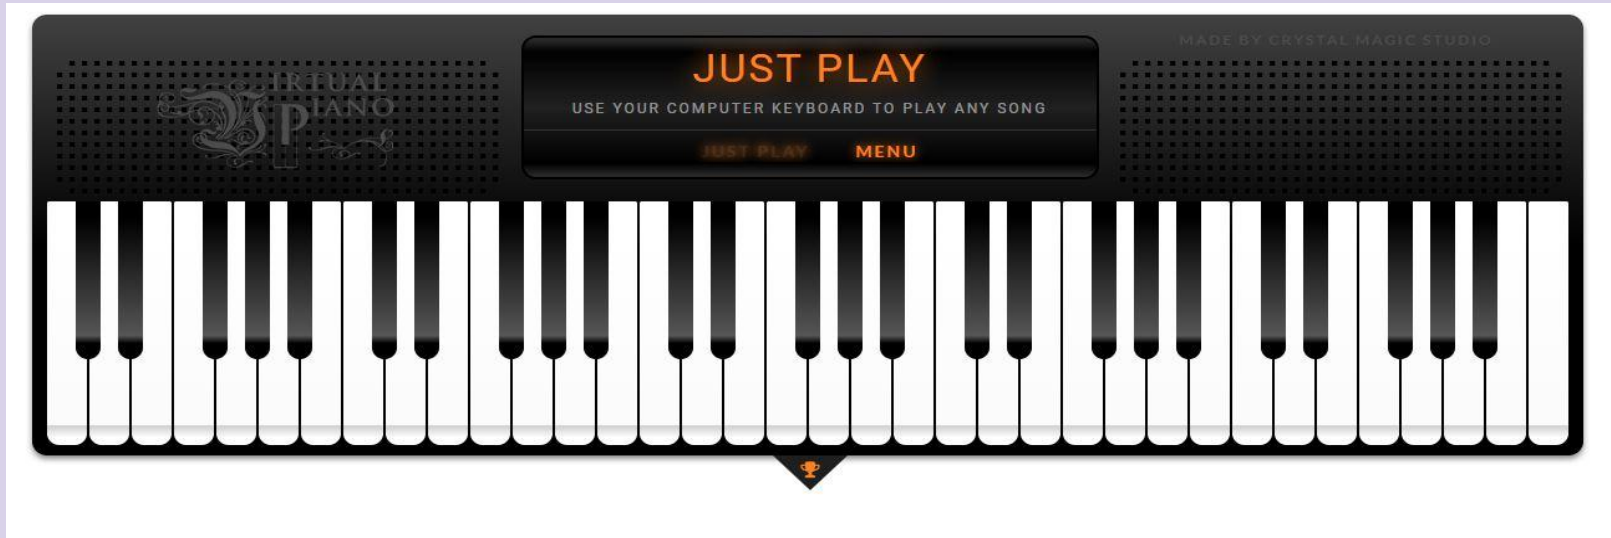 MADE BY CRYSTAL MAGIC STUDIO
VIRTUAL
PIANO
JUST PLAY
USE YOUR COMPUTER KEYBOARD TO PLAY ANY SONG
JUST PLAY MENU